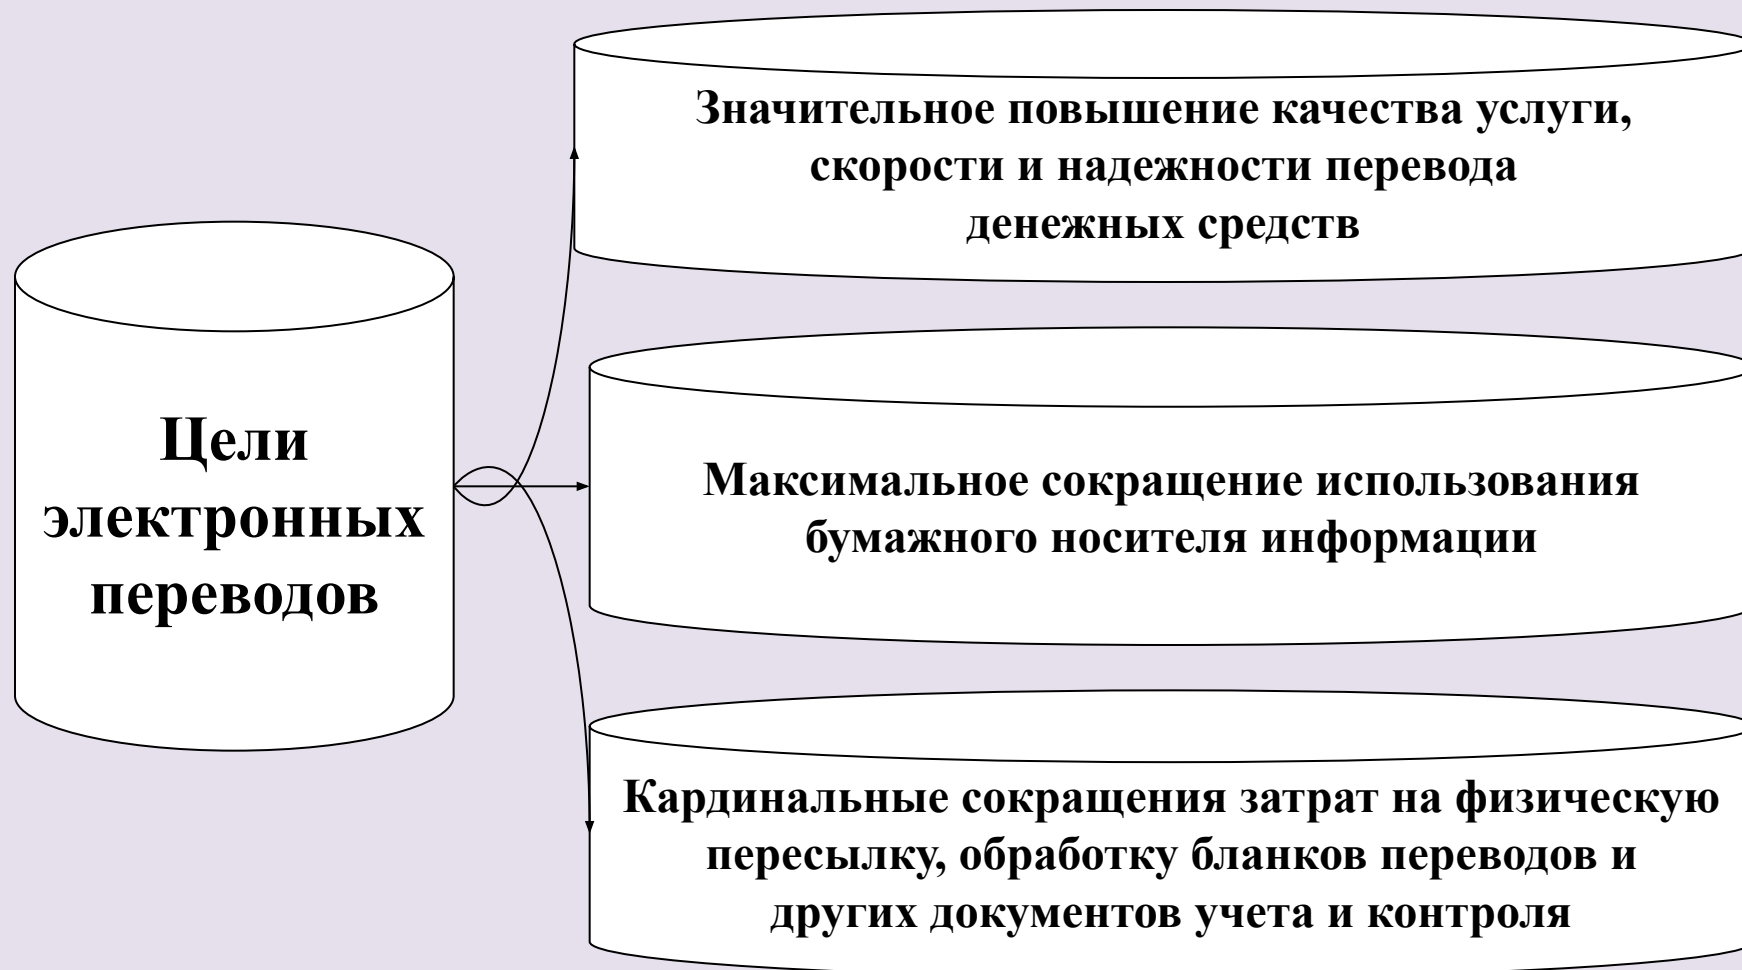 Цели
электронных
переводов
Значительное повышение качества услуги,
скорости и надежности перевода
денежных средств
Максимальное сокращение использования
бумажного носителя информации
Кардинальные сокращения затрат на физическую
пересылку, обработку бланков переводов и
других документов учета и контроля